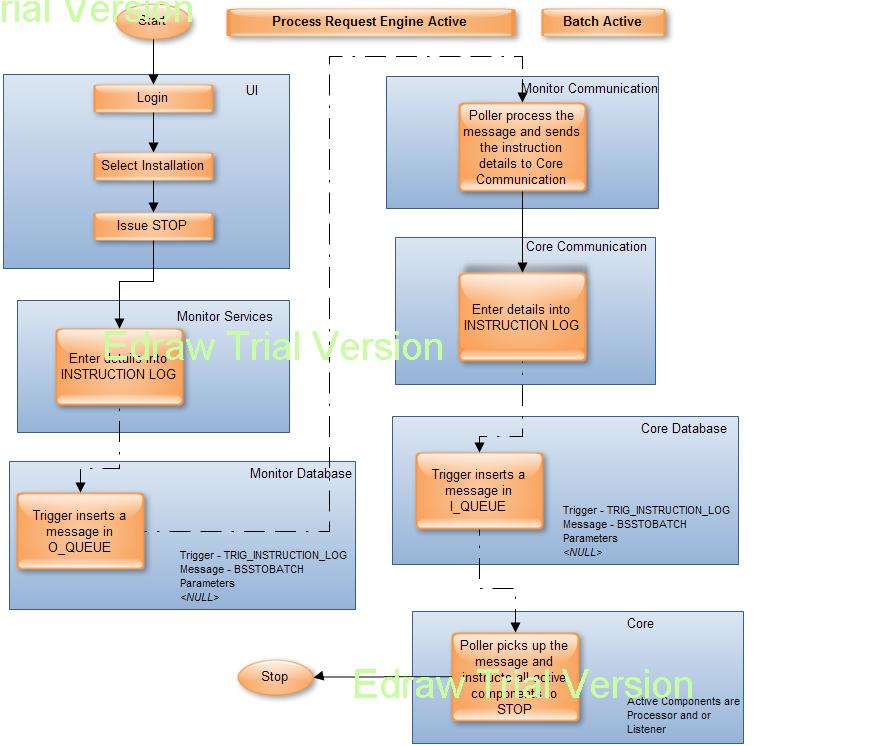 rial Version
Start
Process Request Engine Active
Batch Active
UI
Login
Select Installation
Issue STOP
Monitor Services
Enter details into
INSTRUCTION LOG
Edraw Trial Version
Monitor Database
Trigger inserts a
message in
O_QUEUE
Trigger - TRIG_INSTRUCTION_LOG
Message - BSSTOBATCH
Parameters
<NULL>
Monitor Communication
Poller process the
message and sends
the instruction
details to Core
Communication
Core Communication
Enter details into
INSTRUCTION LOG
Core Database
Trigger inserts a
message in
I_QUEUE
Trigger - TRIG_INSTRUCTION_LOG
Message - BSSTOBATCH
Parameters
<NULL>
Core
Poller picks up the
message and
instructs all active
components to
STOP
Edraw Trial Version
Active Components are
Processor and or
Listener
Stop